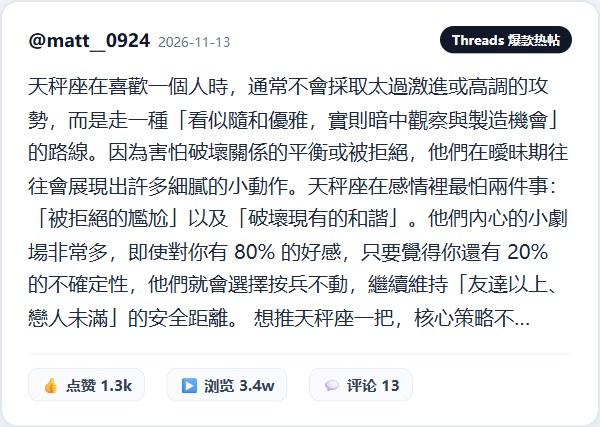 @matt__0924 2026-11-13 Threads 爆款热帖
天秤座在喜歡一個人時，通常不會採取太過激進或高調的攻
勢，而是走一種「看似隨和優雅，實則暗中觀察與製造機會」
的路線。因為害怕破壞關係的平衡或被拒絕，他們在曖昧期往
往會展現出許多細膩的小動作。天秤座在感情裡最怕兩件事：
「被拒絕的尷尬」以及「破壞現有的和諧」。他們內心的小劇
場非常多，即使對你有 80% 的好感，只要覺得你還有 20%
的不確定性，他們就會選擇按兵不動，繼續維持「友達以上、
戀人未滿」的安全距離。 想推天秤座一把，核心策略不...
👍 点赞 1.3k ▶️ 浏览 3.4w 💬 评论 13